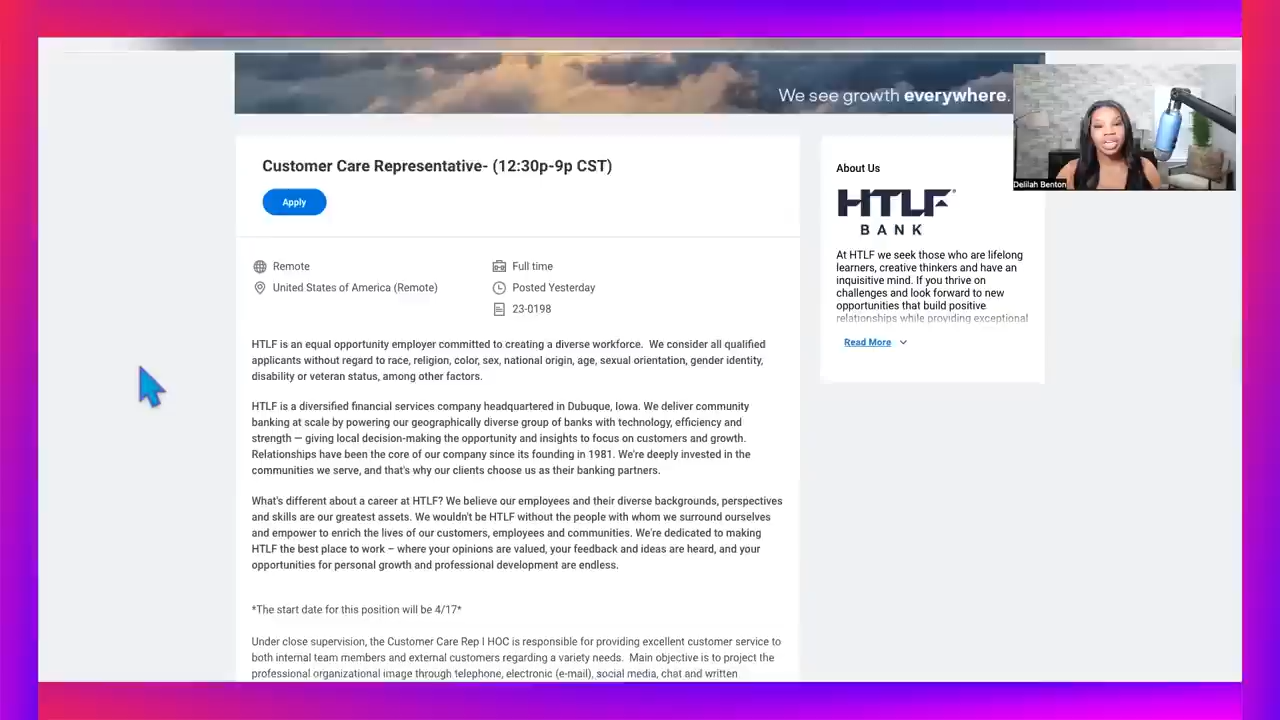 We see growth everywhere.
Customer Care Representative- (12:30p-9p CST)
Apply
Remote
United States of America (Remote)
Full time
Posted Yesterday
23-0198
HTLF is an equal opportunity employer committed to creating a diverse workforce. We consider all qualified
applicants without regard to race, religion, color, sex, national origin, age, sexual orientation, gender identity,
disability or veteran status, among other factors.
HTLF is a diversified financial services company headquartered in Dubuque, Iowa. We deliver community
banking at scale by powering our geographically diverse group of banks with technology, efficiency and
strength — giving local decision-making the opportunity and insights to focus on customers and growth.
Relationships have been the core of our company since its founding in 1981. We're deeply invested in the
communities we serve, and that's why our clients choose us as their banking partners.
What's different about a career at HTLF? We believe our employees and their diverse backgrounds, perspectives
and skills are our greatest assets. We wouldn't be HTLF without the people with whom we surround ourselves
and empower to enrich the lives of our customers, employees and communities. We're dedicated to making
HTLF the best place to work – where your opinions are valued, your feedback and ideas are heard, and your
opportunities for personal growth and professional development are endless.
*The start date for this position will be 4/17*
Under close supervision, the Customer Care Rep I HOC is responsible for providing excellent customer service to
both internal team members and external customers regarding a variety needs. Main objective is to project the
professional organizational image through telephone, electronic (e-mail), social media, chat and written
About Us
HTLF
BANK
At HTLF we seek those who are lifelong
learners, creative thinkers and have an
inquisitive mind. If you thrive on
challenges and look forward to new
opportunities that build positive
relationships while providing exceptional
Read More
Delilah Benton